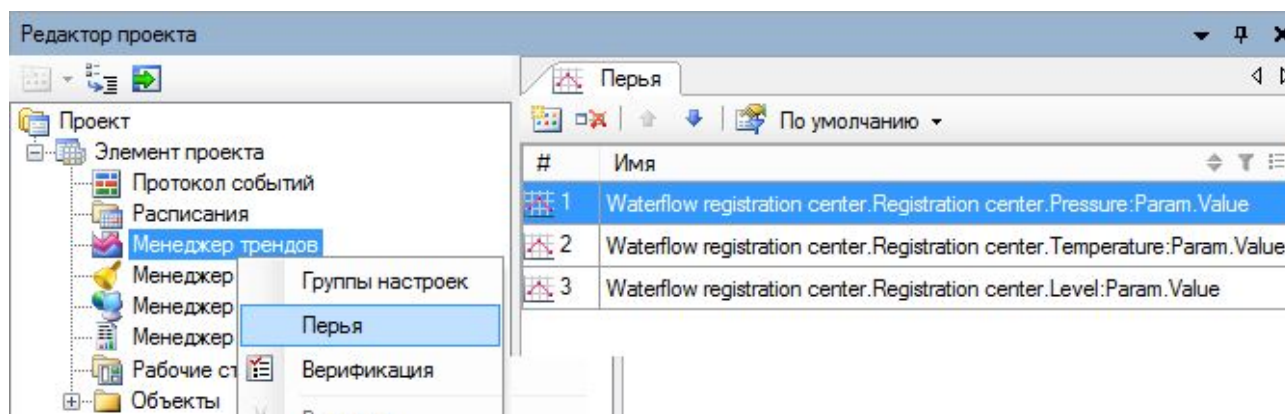 Редактор проекта
Перья
По умолчанию
Проект
Элемент проекта
Протокол событий
Расписания
Менеджер трендов
Менеджер
Менеджер
Менеджер
Рабочие ст
Объекты
Группы настроек
Перья
Верификация
# Имя
1 Waterflow registration center.Registration center.Pressure:Param.Value
2 Waterflow registration center.Registration center.Temperature:Param.Value
3 Waterflow registration center.Registration center.Level:Param.Value